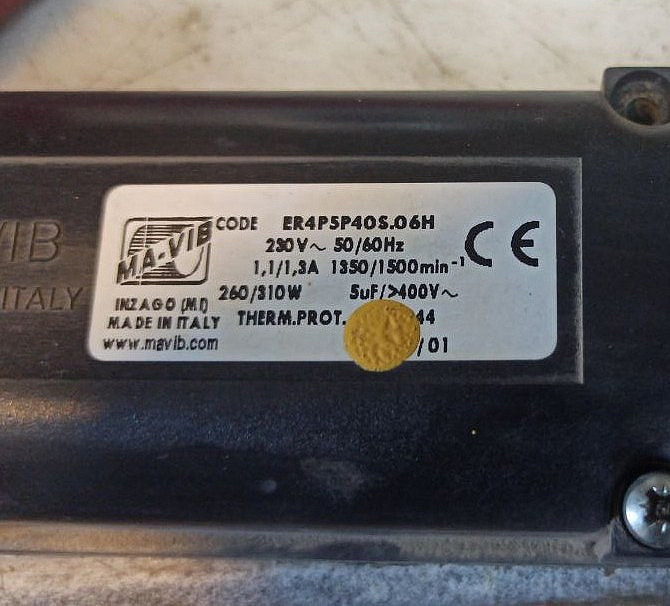 VIB
ITALY
MA-VIB
CODE ER4P5P40S.06H
230V~ 50/60Hz
1,1/1,3A 1350/1500min⁻¹
CE
260/310W 5uF/>400V~
INZAGO (MI)
MADE IN ITALY THERM.PROT. 44
www.mavib.com /01